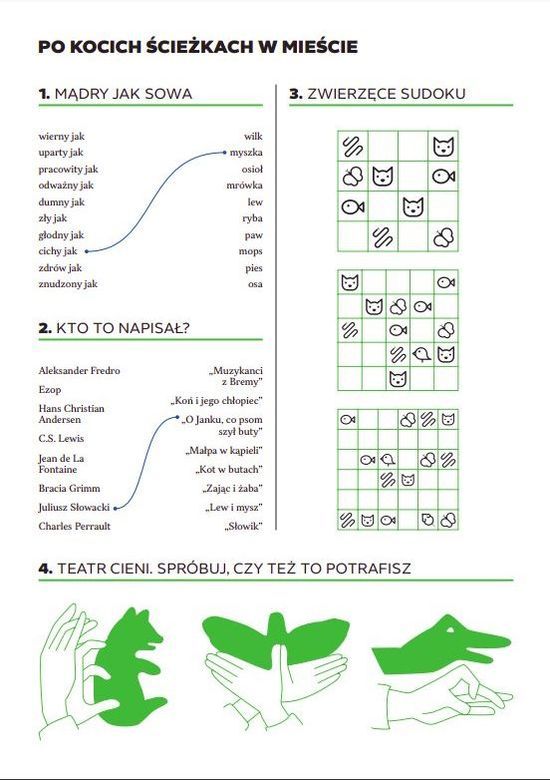 PO KOCICH ŚCIEŻKACH W MIEŚCIE
1. MĄDRY JAK SOWA
wierny jak
uparty jak
pracowity jak
odważny jak
dumny jak
zły jak
głodny jak
cichy jak
zdrów jak
znudzony jak
wilk
myszka
osioł
mrówka
lew
ryba
paw
mops
pies
osa
2. KTO TO NAPISAŁ?
Aleksander Fredro
Ezop
Hans Christian
Andersen
C.S. Lewis
Jean de La
Fontaine
Bracia Grimm
Juliusz Słowacki
Charles Perrault
„Muzykanci
z Bremy”
„Koń i jego chłopiec”
„O Janku, co psom
szył buty”
„Małpa w kąpieli”
„Kot w butach”
„Zając i żaba”
„Lew i mysz”
„Słowik”
3. ZWIERZĘCE SUDOKU
4. TEATR CIENI. SPRÓBUJ, CZY TEŻ TO POTRAFISZ